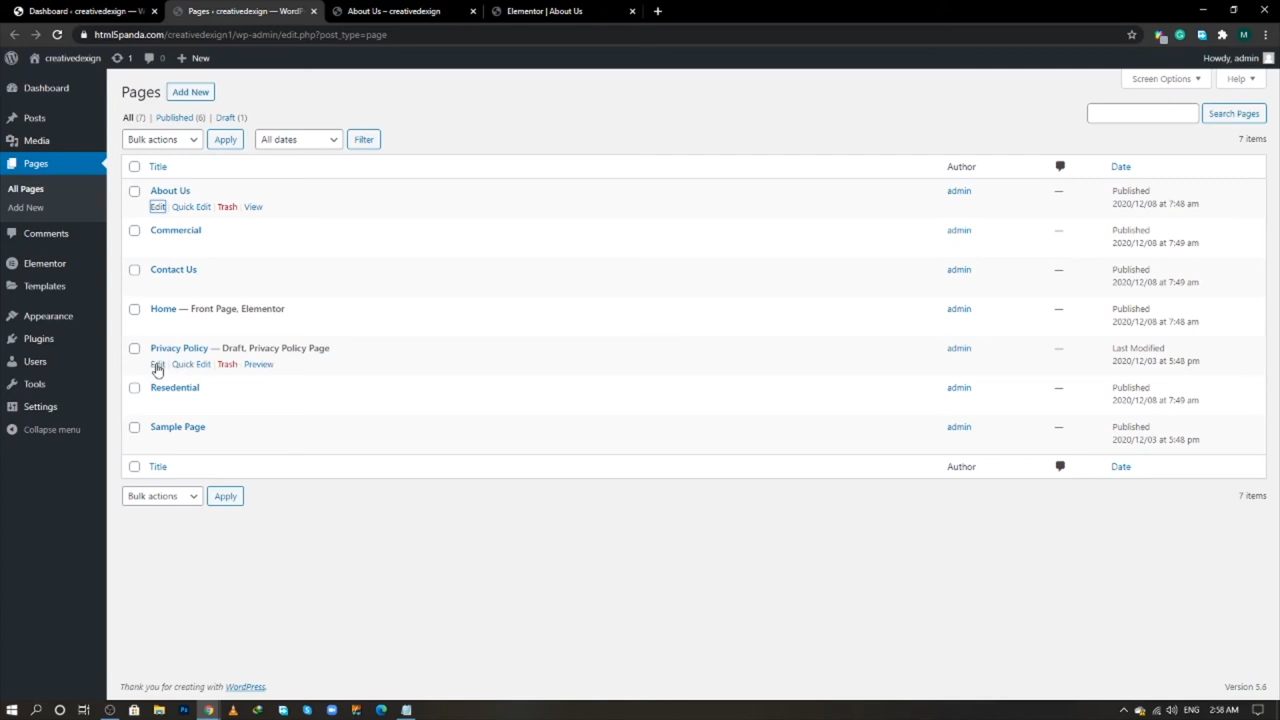 Dashboard ‹ creativedexign — W
Pages ‹ creativedexign — WordP
About Us – creativedexign
Elementor | About Us
html5panda.com/creativedexign1/wp-admin/edit.php?post_type=page
M
creativedexign
1
0
New
Howdy, admin
Dashboard
Posts
Media
Pages
All Pages
Add New
Comments
Elementor
Templates
Appearance
Plugins
Users
Tools
Settings
Collapse menu
Screen Options
Help
Pages
Add New
All (7) | Published (6) | Draft (1)
Search Pages
Bulk actions
Apply
All dates
Filter
7 items
Title
Author
Date
About Us
Edit | Quick Edit | Trash | View
admin
—
Published
2020/12/08 at 7:48 am
Commercial
admin
—
Published
2020/12/08 at 7:49 am
Contact Us
admin
—
Published
2020/12/08 at 7:49 am
Home — Front Page, Elementor
admin
—
Published
2020/12/08 at 7:48 am
Privacy Policy — Draft, Privacy Policy Page
Edit | Quick Edit | Trash | Preview
admin
—
Last Modified
2020/12/03 at 5:48 pm
Resedential
admin
—
Published
2020/12/08 at 7:49 am
Sample Page
admin
—
Published
2020/12/03 at 5:48 pm
Title
Author
Date
Bulk actions
Apply
7 items
Thank you for creating with WordPress.
Version 5.6
ENG
2:58 AM